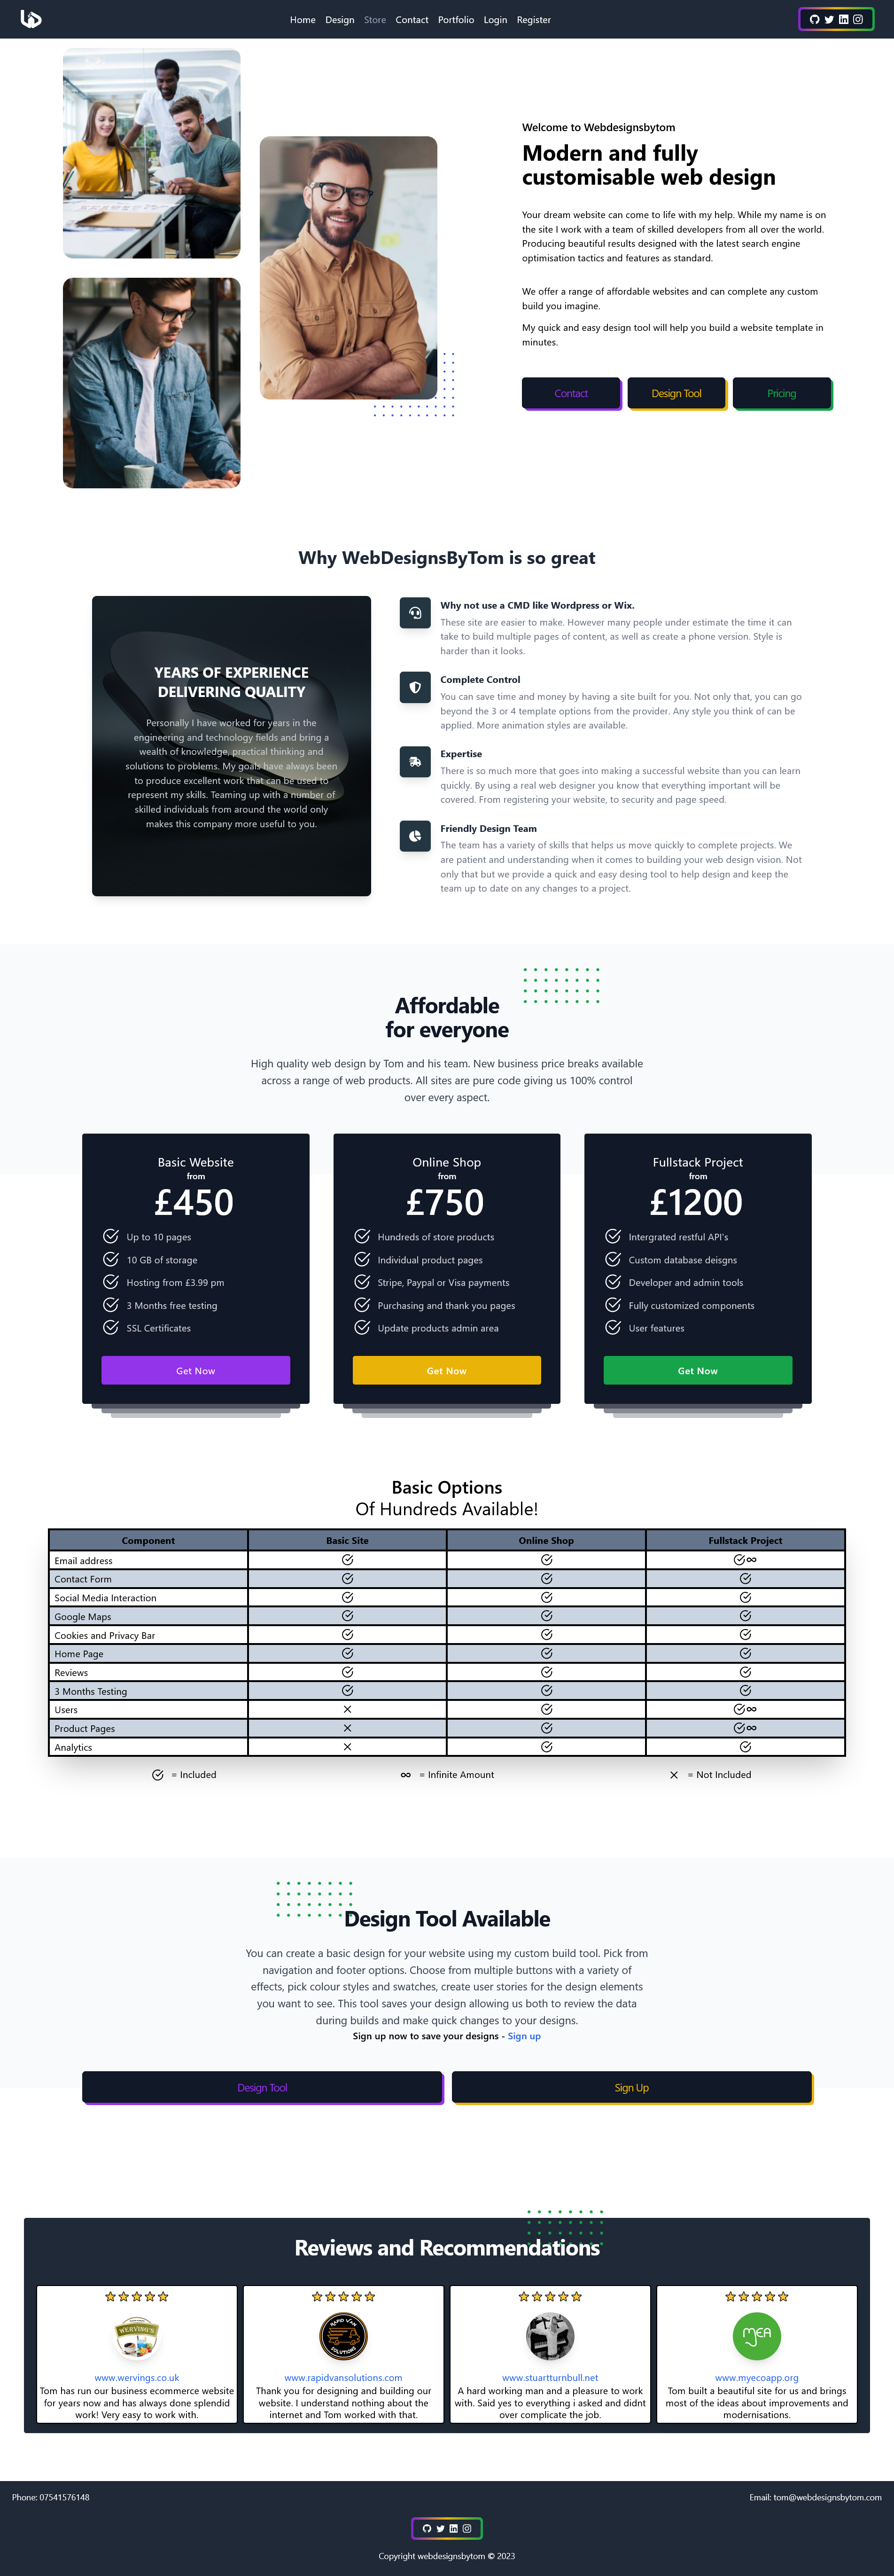 Home Design Store Contact Portfolio Login Register
Welcome to Webdesignsbytom
Modern and fully
customisable web design
Your dream website can come to life with my help. While my name is on
the site I work with a team of skilled developers from all over the world.
Producing beautiful results designed with the latest search engine
optimisation tactics and features as standard.
We offer a range of affordable websites and can complete any custom
build you imagine.
My quick and easy design tool will help you build a website template in
minutes.
Contact Design Tool Pricing
Why WebDesignsByTom is so great
YEARS OF EXPERIENCE
DELIVERING QUALITY
Personally I have worked for years in the
engineering and technology fields and bring a
wealth of knowledge, practical thinking and
solutions to problems. My goals have always been
to produce excellent work that can be used to
represent my skills. Teaming up with a number of
skilled individuals from around the world only
makes this company more useful to you.
Why not use a CMD like Wordpress or Wix.
These site are easier to make. However many people under estimate the time it can
take to build multiple pages of content, as well as create a phone version. Style is
harder than it looks.
Complete Control
You can save time and money by having a site built for you. Not only that, you can go
beyond the 3 or 4 template options from the provider. Any style you think of can be
applied. More animation styles are available.
Expertise
There is so much more that goes into making a successful website than you can learn
quickly. By using a real web designer you know that everything important will be
covered. From registering your website, to security and page speed.
Friendly Design Team
The team has a variety of skills that helps us move quickly to complete projects. We
are patient and understanding when it comes to building your web design vision. Not
only that but we provide a quick and easy desing tool to help design and keep the
team up to date on any changes to a project.
Affordable
for everyone
High quality web design by Tom and his team. New business price breaks available
across a range of web products. All sites are pure code giving us 100% control
over every aspect.
Basic Website
from
£450
Up to 10 pages
10 GB of storage
Hosting from £3.99 pm
3 Months free testing
SSL Certificates
Get Now
Online Shop
from
£750
Hundreds of store products
Individual product pages
Stripe, Paypal or Visa payments
Purchasing and thank you pages
Update products admin area
Get Now
Fullstack Project
from
£1200
Intergrated restful API's
Custom database deisgns
Developer and admin tools
Fully customized components
User features
Get Now
Basic Options
Of Hundreds Available!
Component Basic Site Online Shop Fullstack Project
Email address
Contact Form
Social Media Interaction
Google Maps
Cookies and Privacy Bar
Home Page
Reviews
3 Months Testing
Users
Product Pages
Analytics
= Included = Infinite Amount = Not Included
Design Tool Available
You can create a basic design for your website using my custom build tool. Pick from
navigation and footer options. Choose from multiple buttons with a variety of
effects, pick colour styles and swatches, create user stories for the design elements
you want to see. This tool saves your design allowing us both to review the data
during builds and make quick changes to your designs.
Sign up now to save your designs - Sign up
Design Tool Sign Up
Reviews and Recommendations
WERVING'S
www.wervings.co.uk
Tom has run our business ecommerce website
for years now and has always done splendid
work! Very easy to work with.
RAPID VAN
SOLUTIONS
www.rapidvansolutions.com
Thank you for designing and building our
website. I understand nothing about the
internet and Tom worked with that.
www.stuartturnbull.net
A hard working man and a pleasure to work
with. Said yes to everything i asked and didnt
over complicate the job.
MEA
www.myecoapp.org
Tom built a beautiful site for us and brings
most of the ideas about improvements and
modernisations.
Phone: 07541576148 Email: tom@webdesignsbytom.com
Copyright webdesignsbytom © 2023